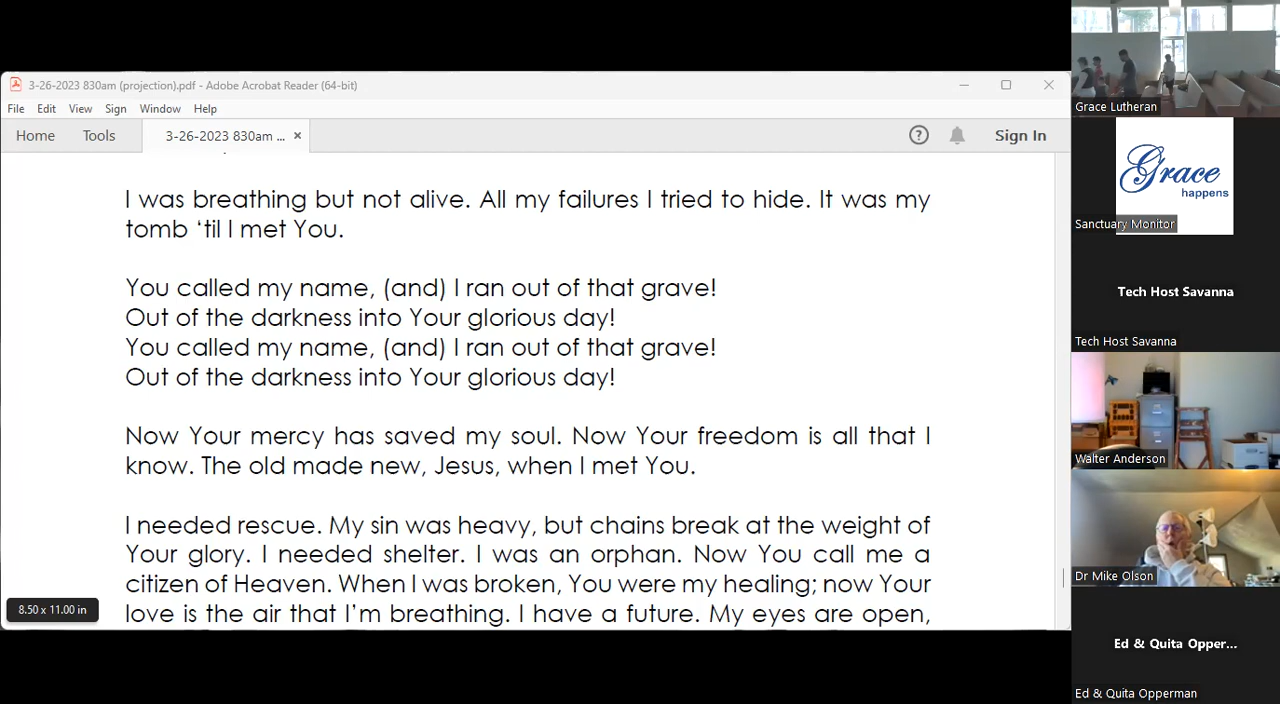 3-26-2023 830am (projection).pdf - Adobe Acrobat Reader (64-bit)
File Edit View Sign Window Help
Home Tools 3-26-2023 830am ... × ? Sign In
I was breathing but not alive. All my failures I tried to hide. It was my
tomb ‘til I met You.
You called my name, (and) I ran out of that grave!
Out of the darkness into Your glorious day!
You called my name, (and) I ran out of that grave!
Out of the darkness into Your glorious day!
Now Your mercy has saved my soul. Now Your freedom is all that I
know. The old made new, Jesus, when I met You.
I needed rescue. My sin was heavy, but chains break at the weight of
Your glory. I needed shelter. I was an orphan. Now You call me a
citizen of Heaven. When I was broken, You were my healing; now Your
love is the air that I’m breathing. I have a future. My eyes are open,
8.50 x 11.00 in
Grace Lutheran
Grace
happens
Sanctuary Monitor
Tech Host Savanna
Tech Host Savanna
Walter Anderson
Dr Mike Olson
Ed & Quita Opper...
Ed & Quita Opperman